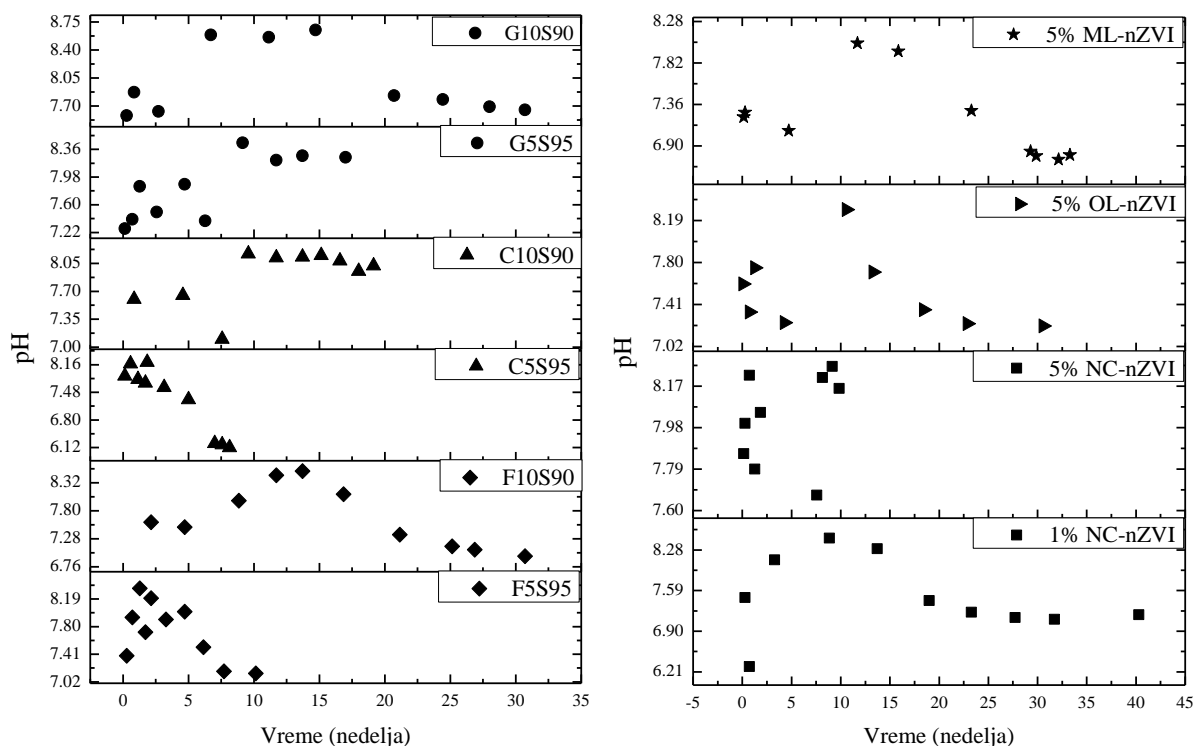 8.75
8.40
8.05
7.70
G10S90
8.36
7.98
7.60
7.22
G5S95
8.05
7.70
7.35
7.00
C10S90
8.16
7.48
6.80
6.12
C5S95
8.32
7.80
7.28
6.76
F10S90
8.19
7.80
7.41
7.02
F5S95
pH
0 5 10 15 20 25 30 35
Vreme (nedelja)
8.28
7.82
7.36
6.90
5% ML-nZVI
8.19
7.80
7.41
7.02
5% OL-nZVI
8.17
7.98
7.79
7.60
5% NC-nZVI
8.28
7.59
6.90
6.21
1% NC-nZVI
pH
-5 0 5 10 15 20 25 30 35 40 45
Vreme (nedelja)